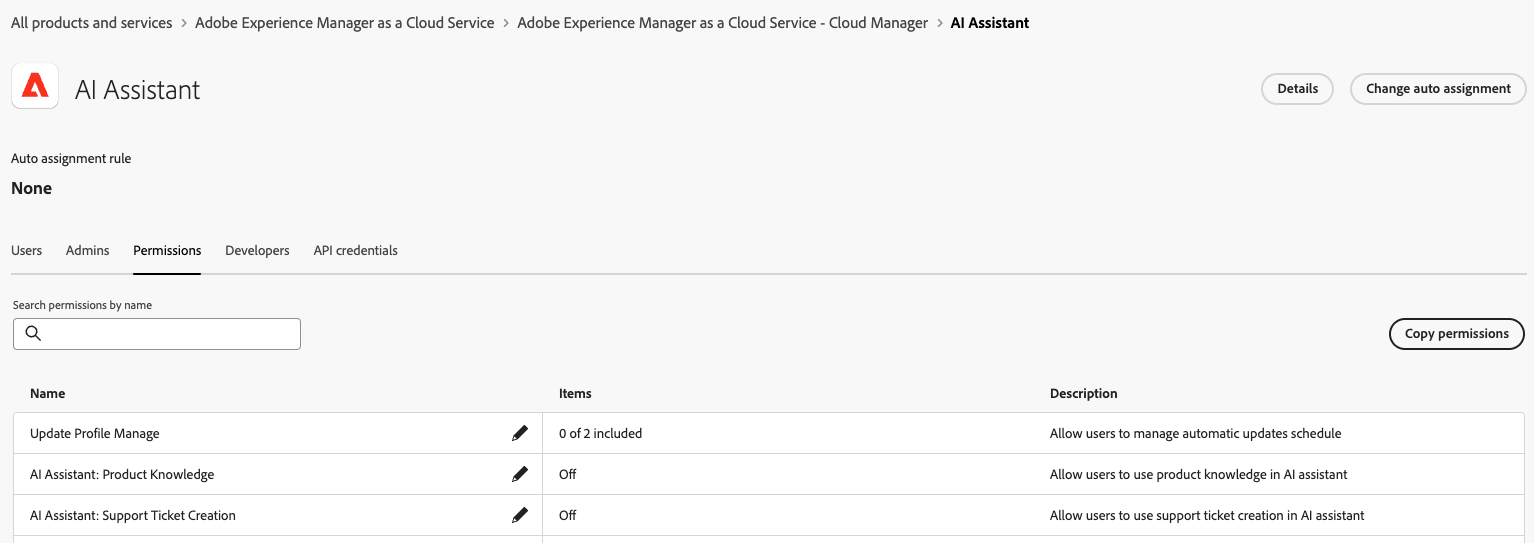 All products and services > Adobe Experience Manager as a Cloud Service > Adobe Experience Manager as a Cloud Service - Cloud Manager > AI Assistant
AI Assistant
Details
Change auto assignment
Auto assignment rule
None
Users Admins Permissions Developers API credentials
Search permissions by name
Copy permissions
Name Items Description
Update Profile Manage 0 of 2 included Allow users to manage automatic updates schedule
AI Assistant: Product Knowledge Off Allow users to use product knowledge in AI assistant
AI Assistant: Support Ticket Creation Off Allow users to use support ticket creation in AI assistant